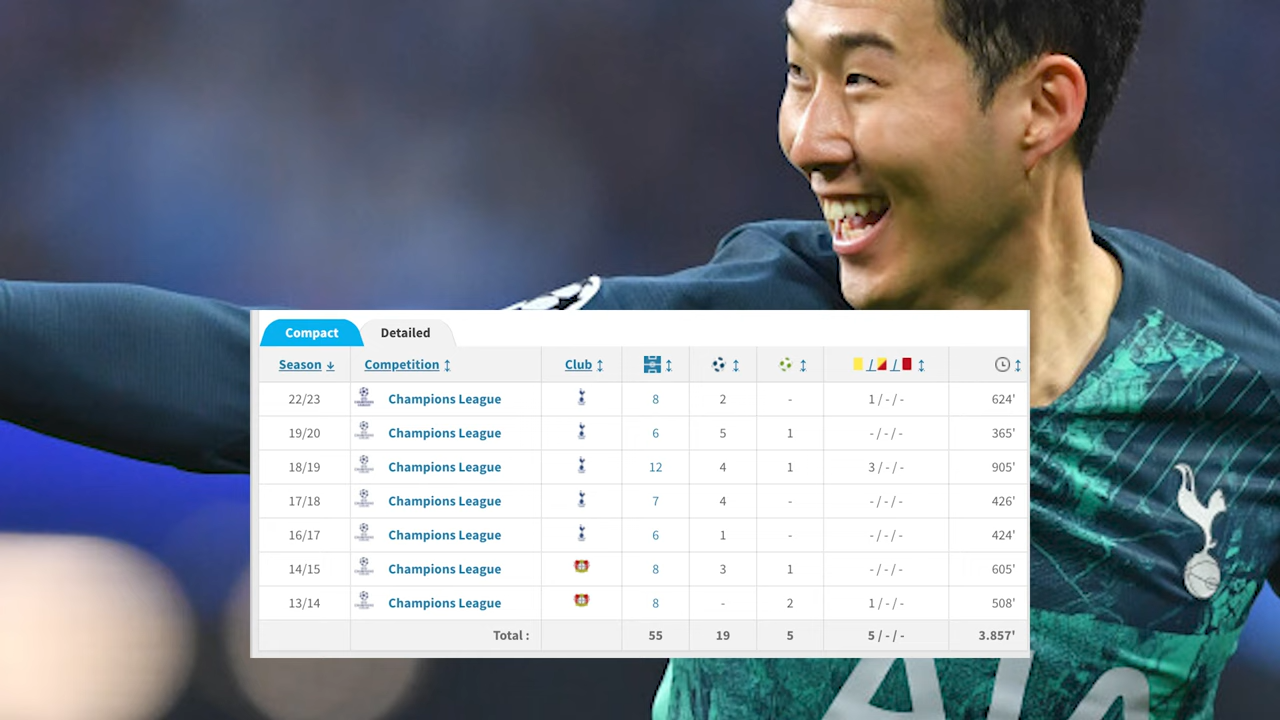 Compact Detailed
Season ↓ Competition ↕ Club ↕ ↕ ↕ ↕ / / ↕ ↕
22/23 Champions League 8 2 - 1 / - / - 624'
19/20 Champions League 6 5 1 - / - / - 365'
18/19 Champions League 12 4 1 3 / - / - 905'
17/18 Champions League 7 4 - - / - / - 426'
16/17 Champions League 6 1 - - / - / - 424'
14/15 Champions League 8 3 1 - / - / - 605'
13/14 Champions League 8 - 2 1 / - / - 508'
Total : 55 19 5 5 / - / - 3.857'
AIA